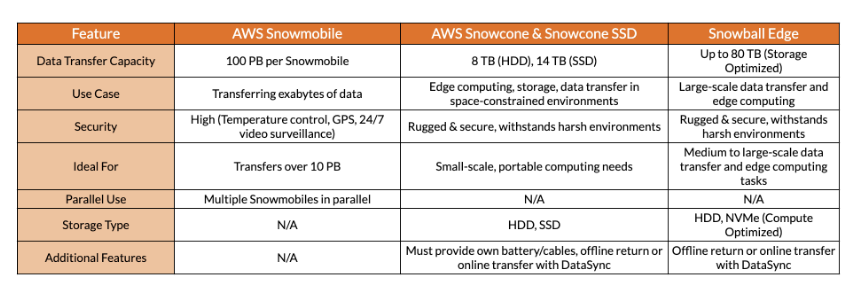 Feature AWS Snowmobile AWS Snowcone & Snowcone SSD Snowball Edge
Data Transfer Capacity 100 PB per Snowmobile 8 TB (HDD), 14 TB (SSD) Up to 80 TB (Storage
Optimized)
Use Case Transferring exabytes of data Edge computing, storage, data transfer in
space-constrained environments Large-scale data transfer and
edge computing
Security High (Temperature control, GPS, 24/7
video surveillance) Rugged & secure, withstands harsh environments Rugged & secure, withstands
harsh environments
Ideal For Transfers over 10 PB Small-scale, portable computing needs Medium to large-scale data
transfer and edge computing
tasks
Parallel Use Multiple Snowmobiles in parallel N/A N/A
Storage Type N/A HDD, SSD HDD, NVMe (Compute
Optimized)
Additional Features N/A Must provide own battery/cables, offline return or
online transfer with DataSync Offline return or online transfer
with DataSync